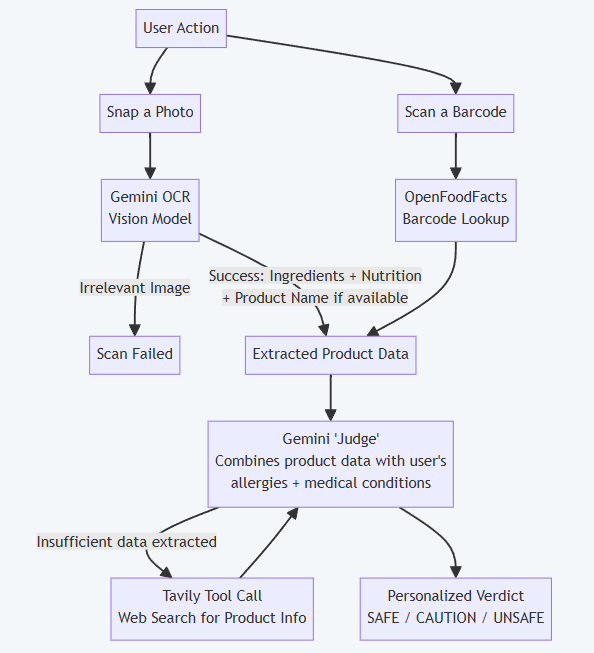 User Action
Snap a Photo
Scan a Barcode
Gemini OCR
Vision Model
OpenFoodFacts
Barcode Lookup
Irrelevant Image
Success: Ingredients + Nutrition
+ Product Name if available
Scan Failed
Extracted Product Data
Gemini 'Judge'
Combines product data with user's
allergies + medical conditions
Insufficient data extracted
Tavily Tool Call
Web Search for Product Info
Personalized Verdict
SAFE / CAUTION / UNSAFE